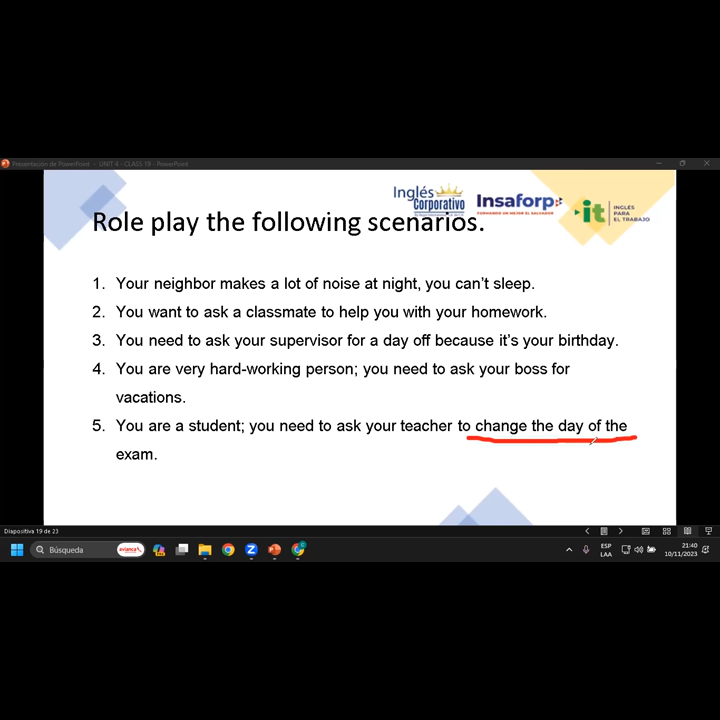 Presentación de PowerPoint - UNIT 4 - CLASS 19 - PowerPoint
Inglés
Corporativo
Insaforp
FORMANDO UN MEJOR EL SALVADOR
it
INGLÉS
PARA
EL TRABAJO
Role play the following scenarios.
1. Your neighbor makes a lot of noise at night, you can't sleep.
2. You want to ask a classmate to help you with your homework.
3. You need to ask your supervisor for a day off because it's your birthday.
4. You are very hard-working person; you need to ask your boss for
vacations.
5. You are a student; you need to ask your teacher to change the day of the
exam.
Diapositiva 19 de 23
Búsqueda
avianca
ESP
LAA
21:40
10/11/2023